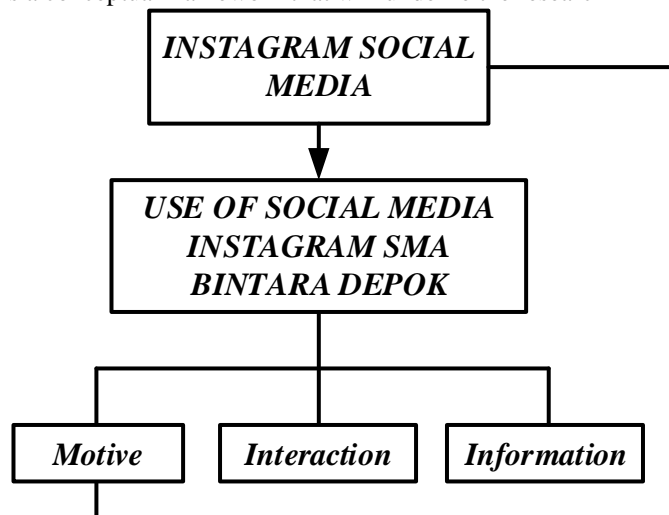 INSTAGRAM SOCIAL
MEDIA
USE OF SOCIAL MEDIA
INSTAGRAM SMA
BINTARA DEPOK
Motive Interaction Information